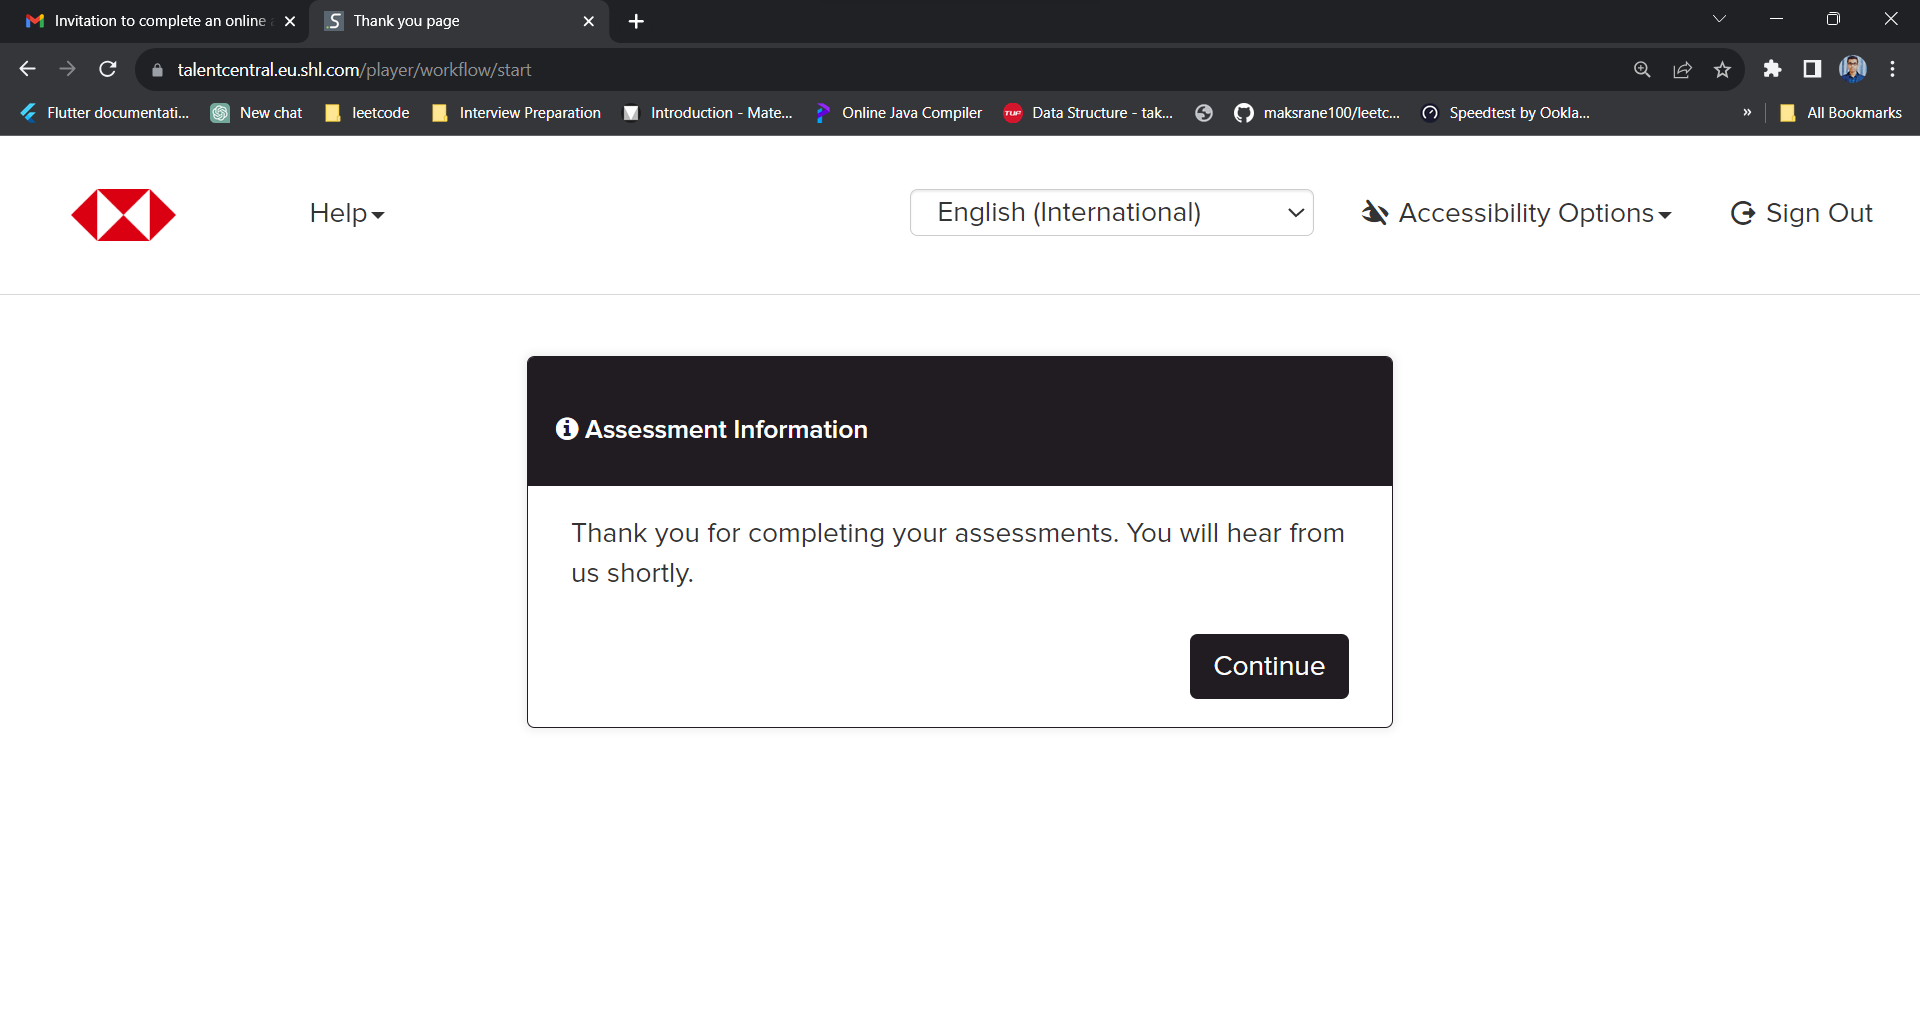 Invitation to complete an online
Thank you page
talentcentral.eu.shl.com/player/workflow/start
Flutter documentati...
New chat
leetcode
Interview Preparation
Introduction - Mate...
Online Java Compiler
TUF
Data Structure - tak...
maksrane100/leetc...
Speedtest by Ookla...
»
All Bookmarks
Help
English (International)
Accessibility Options
Sign Out
Assessment Information
Thank you for completing your assessments. You will hear from
us shortly.
Continue